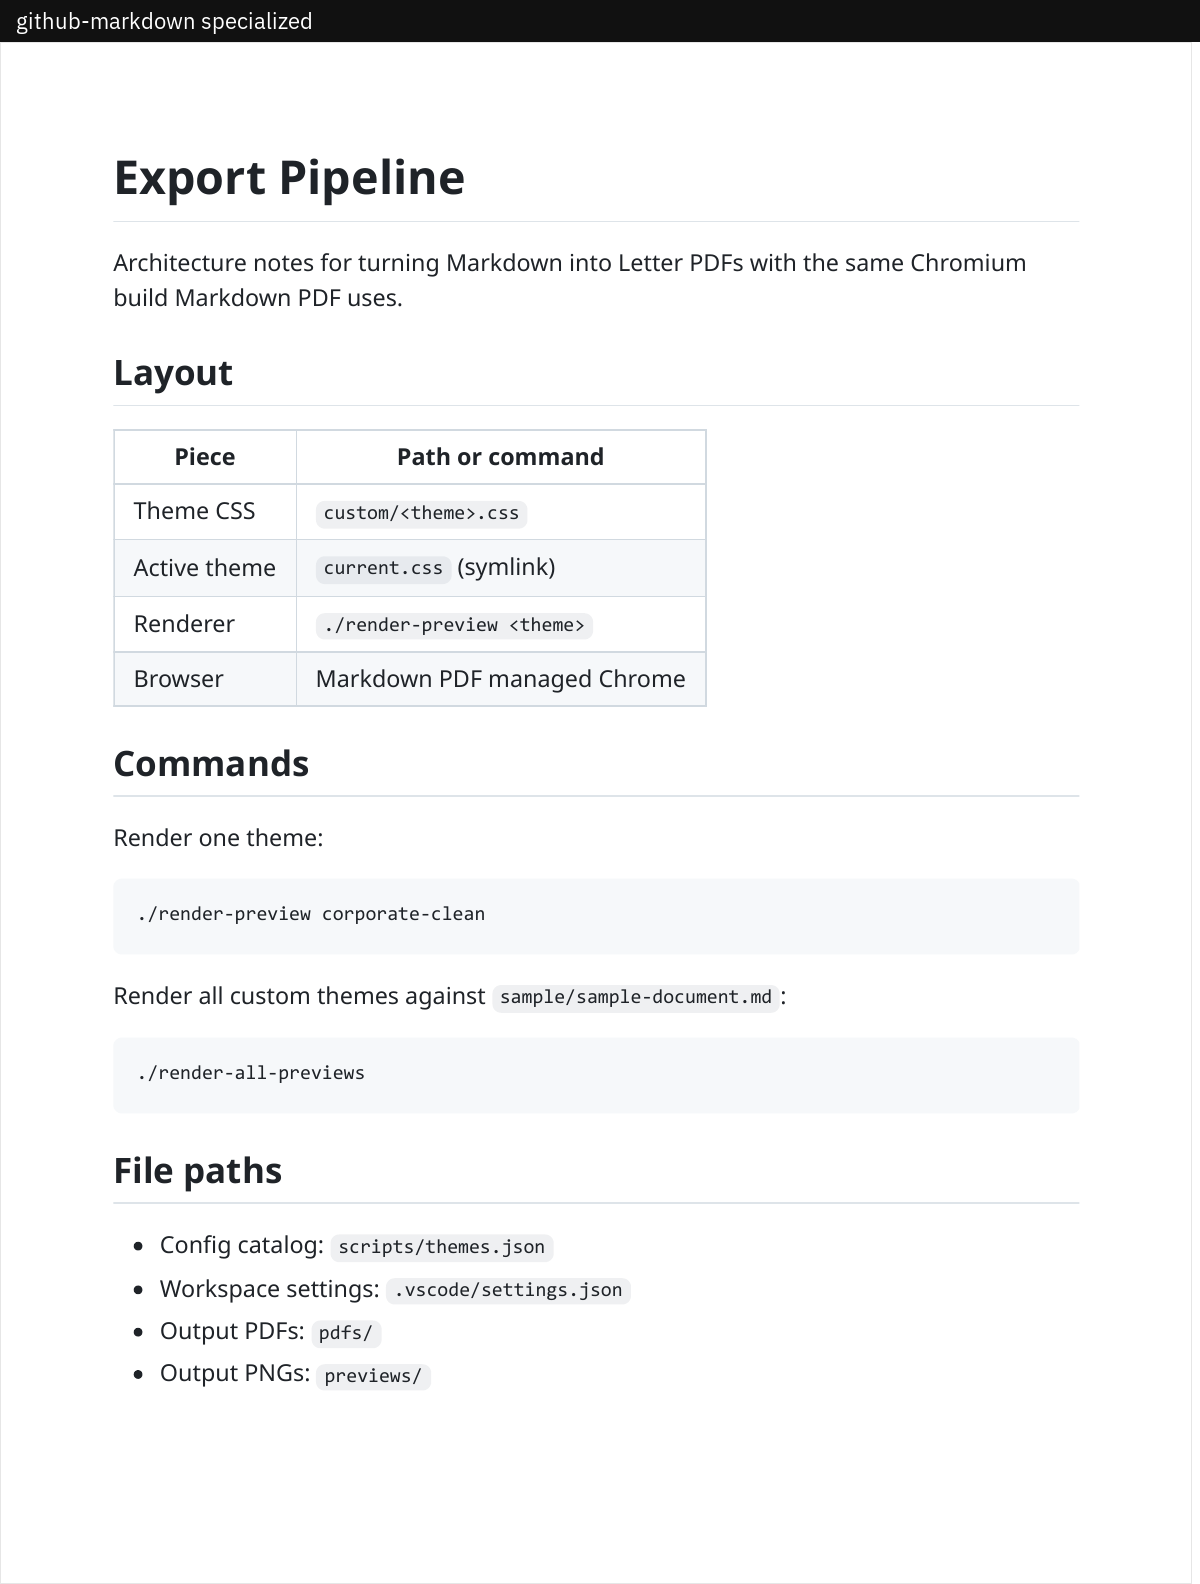 github-markdown specialized
Export Pipeline
Architecture notes for turning Markdown into Letter PDFs with the same Chromium
build Markdown PDF uses.
Layout
Piece Path or command
Theme CSS custom/<theme>.css
Active theme current.css (symlink)
Renderer ./render-preview <theme>
Browser Markdown PDF managed Chrome
Commands
Render one theme:
./render-preview corporate-clean
Render all custom themes against sample/sample-document.md:
./render-all-previews
File paths
• Config catalog: scripts/themes.json
• Workspace settings: .vscode/settings.json
• Output PDFs: pdfs/
• Output PNGs: previews/